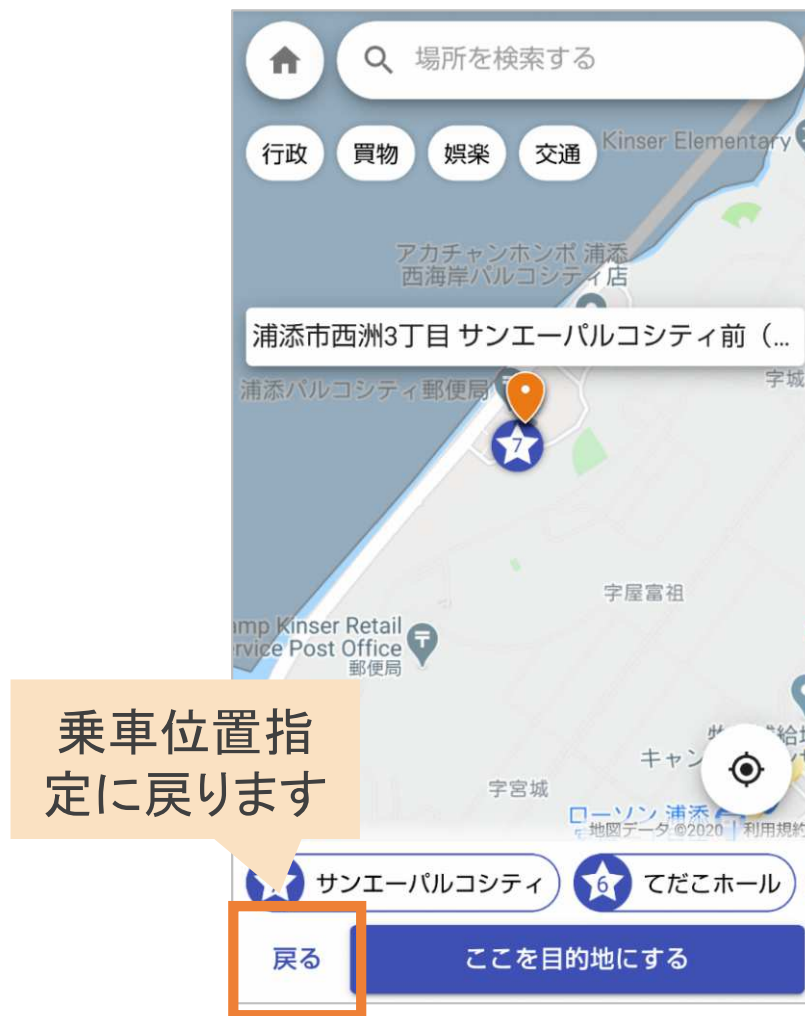 場所を検索する
行政
買物
娯楽
交通
Kinser Elementary
アカチャンホンポ 浦添
西海岸パルコシティ店
浦添市西洲3丁目 サンエーパルコシティ前（...
浦添パルコシティ郵便局
字城
7
字屋富祖
amp Kinser Retail
rvice Post Office
郵便局
乗車位置指
定に戻ります
キャン
字宮城
ローソン 浦添
地図データ ©2020
利用規約
サンエーパルコシティ
6
てだこホール
戻る
ここを目的地にする